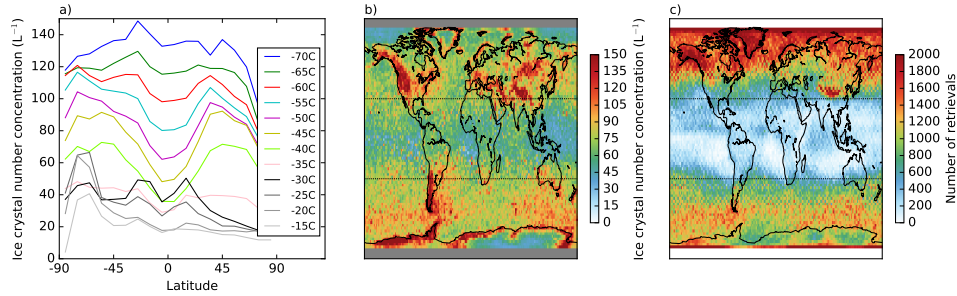 a)
b)
c)
Ice crystal number concentration (L⁻¹)
140
120
100
80
60
40
20
0
-90
-45
0
45
90
Latitude
-70C
-65C
-60C
-55C
-50C
-45C
-40C
-35C
-30C
-25C
-20C
-15C
150
135
120
105
90
75
60
45
30
15
0
Ice crystal number concentration (L⁻¹)
2000
1800
1600
1400
1200
1000
800
600
400
200
0
Number of retrievals